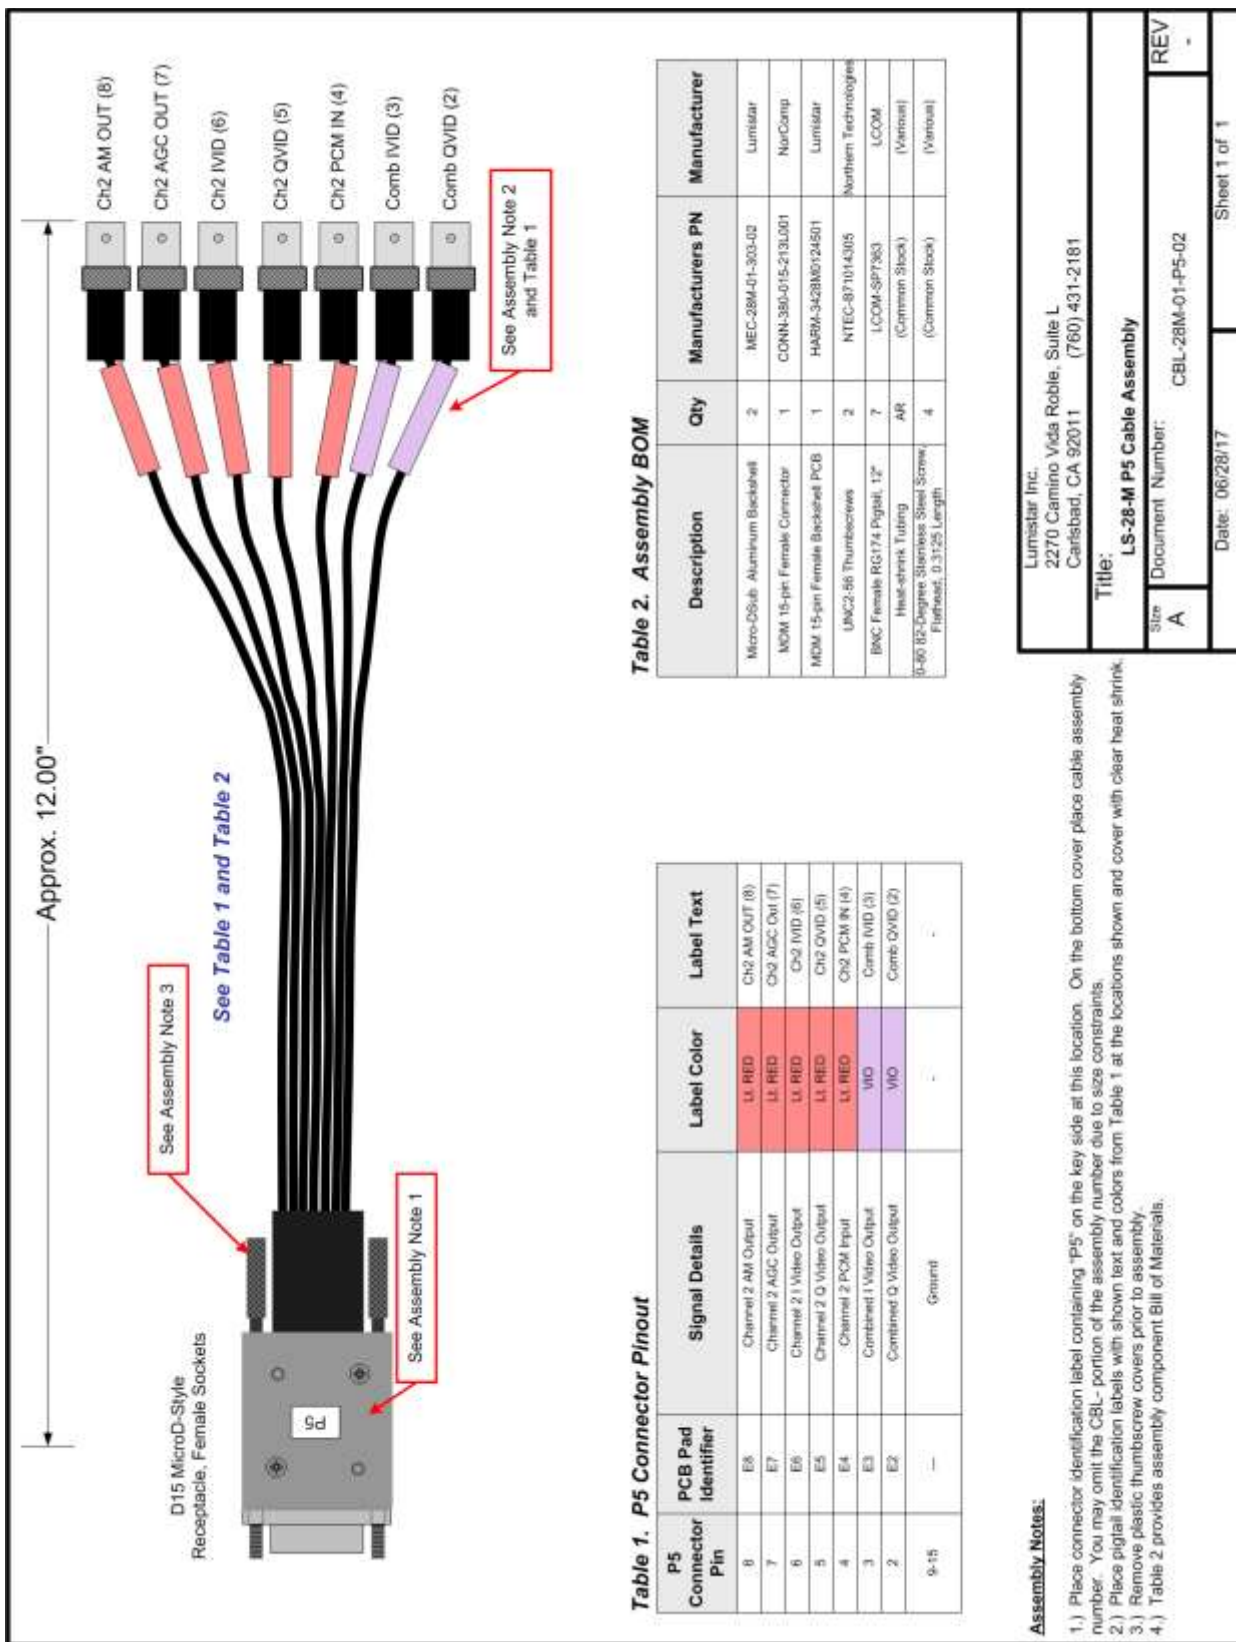 Approx. 12.00"
D15 MicroD-Style
Receptacle, Female Sockets
P5
See Assembly Note 3
See Assembly Note 1
See Table 1 and Table 2
Ch2 AM OUT (8)
Ch2 AGC OUT (7)
Ch2 IVID (6)
Ch2 QVID (5)
Ch2 PCM IN (4)
Comb IVID (3)
Comb QVID (2)
See Assembly Note 2
and Table 1
Table 1. P5 Connector Pinout
P5 Connector Pin PCB Pad Identifier Signal Details Label Color Label Text
8 E8 Channel 2 AM Output Lt. RED Ch2 AM OUT (8)
7 E7 Channel 2 AGC Output Lt. RED Ch2 AGC Out (7)
6 E6 Channel 2 I Video Output Lt. RED Ch2 IVID (6)
5 E5 Channel 2 Q Video Output Lt. RED Ch2 QVID (5)
4 E4 Channel 2 PCM Input Lt. RED Ch2 PCM IN (4)
3 E3 Combined I Video Output VIO Comb IVID (3)
2 E2 Combined Q Video Output VIO Comb QVID (2)
9-15 — Ground - -
Table 2. Assembly BOM
Description Qty Manufacturers PN Manufacturer
Micro-DSub Aluminum Backshell 2 MEC-28M-01-303-02 Lumistar
MDM 15-pin Female Connector 1 CONN-380-015-213L001 NorComp
MDM 15-pin Female Backshell PCB 1 HARM-3428M0124601 Lumistar
UNC2-56 Thumbscrews 2 NTEC-871014305 Northern Technologies
BNC Female RG174 Pigtail, 12" 7 LCOM-SP7363 LCOM
Heat-shrink Tubing AR (Common Stock) (Various)
0-80 82-Degree Stainless Steel Screw, Flathead, 0.3125 Length 4 (Common Stock) (Various)
Assembly Notes:
1.) Place connector identification label containing "P5" on the key side at this location. On the bottom cover place cable assembly
number. You may omit the CBL- portion of the assembly number due to size constraints.
2.) Place pigtail identification labels with shown text and colors from Table 1 at the locations shown and cover with clear heat shrink.
3.) Remove plastic thumbscrew covers prior to assembly.
4.) Table 2 provides assembly component Bill of Materials.
Lumistar Inc.
2270 Camino Vida Roble, Suite L
Carlsbad, CA 92011 (760) 431-2181
Title:
LS-28-M P5 Cable Assembly
Size
A
Document Number:
CBL-28M-01-P5-02
REV
-
Date: 06/28/17
Sheet 1 of 1